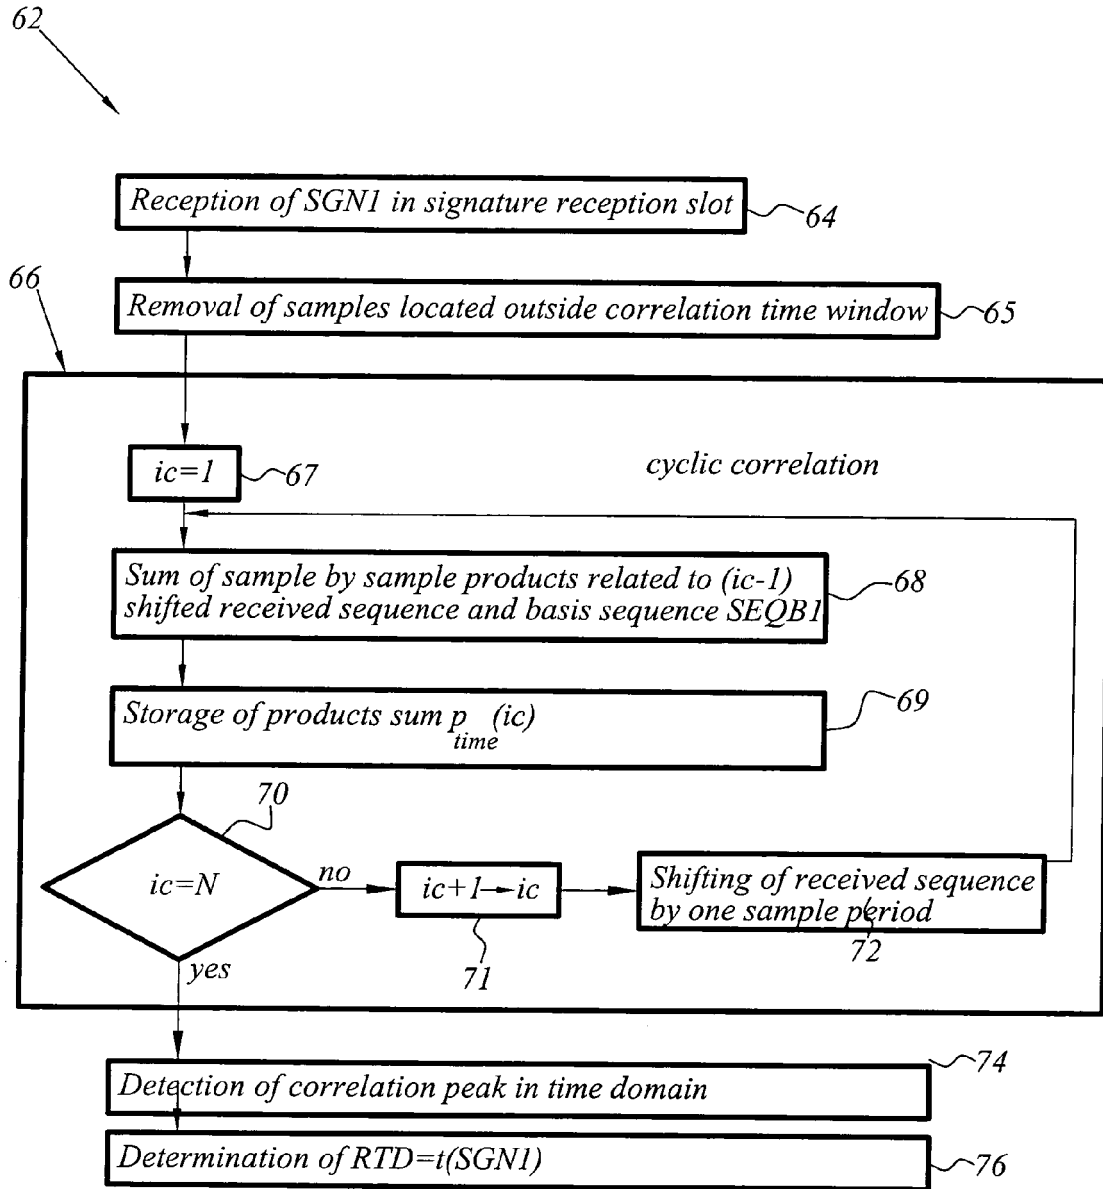 62
Reception of SGN1 in signature reception slot
64
66
Removal of samples located outside correlation time window
65
ic=1
67
cyclic correlation
Sum of sample by sample products related to (ic-1)
shifted received sequence and basis sequence SEQB1
68
Storage of products sum p_time(ic)
69
70
ic=N
no
ic+1→ic
71
Shifting of received sequence
by one sample period
72
yes
Detection of correlation peak in time domain
74
Determination of RTD=t(SGN1)
76